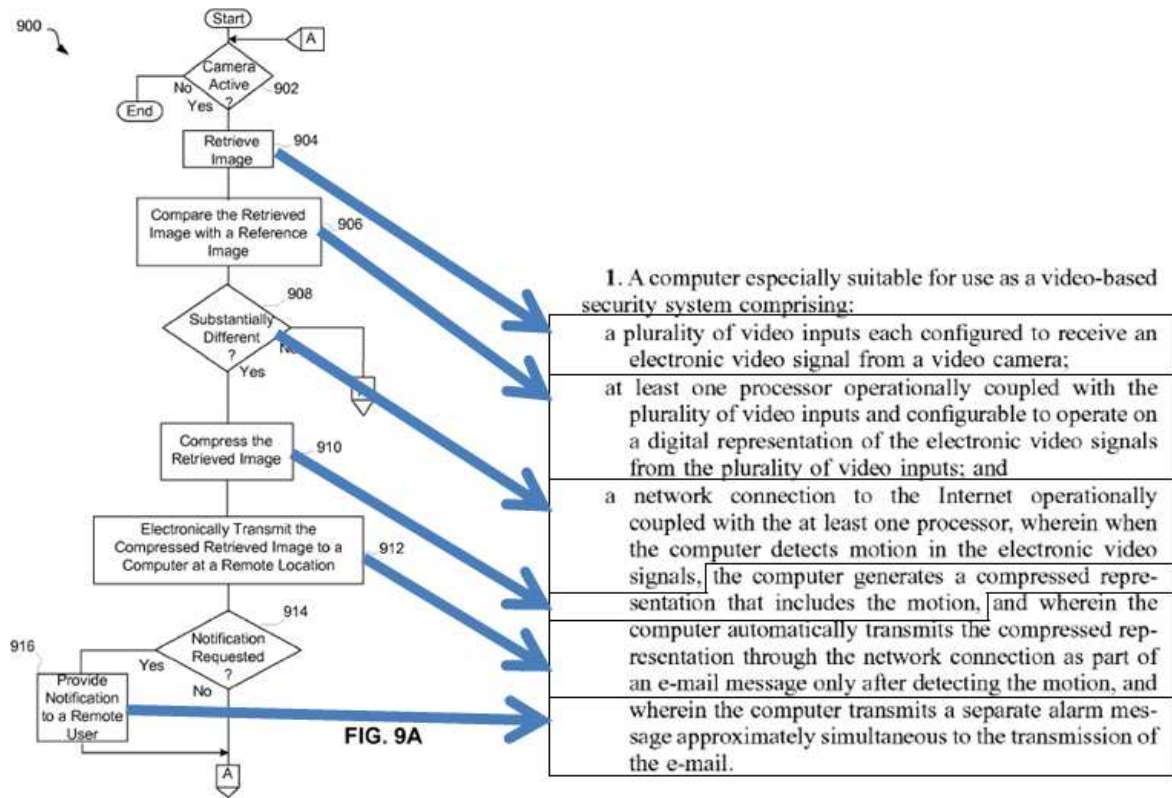 900
Start
A
Camera
Active
?
902
No
Yes
End
Retrieve
Image
904
Compare the Retrieved
Image with a Reference
Image
906
908
Substantially
Different
?
No
Yes
Compress the
Retrieved Image
910
Electronically Transmit the
Compressed Retrieved Image to a
Computer at a Remote Location
912
914
Notification
Requested
?
916
Yes
No
Provide
Notification
to a Remote
User
A
FIG. 9A
1. A computer especially suitable for use as a video-based
security system comprising:
a plurality of video inputs each configured to receive an
electronic video signal from a video camera;
at least one processor operationally coupled with the
plurality of video inputs and configurable to operate on
a digital representation of the electronic video signals
from the plurality of video inputs; and
a network connection to the Internet operationally
coupled with the at least one processor, wherein when
the computer detects motion in the electronic video
signals, the computer generates a compressed repre-
sentation that includes the motion, and wherein the
computer automatically transmits the compressed rep-
resentation through the network connection as part of
an e-mail message only after detecting the motion, and
wherein the computer transmits a separate alarm mes-
sage approximately simultaneous to the transmission of
the e-mail.